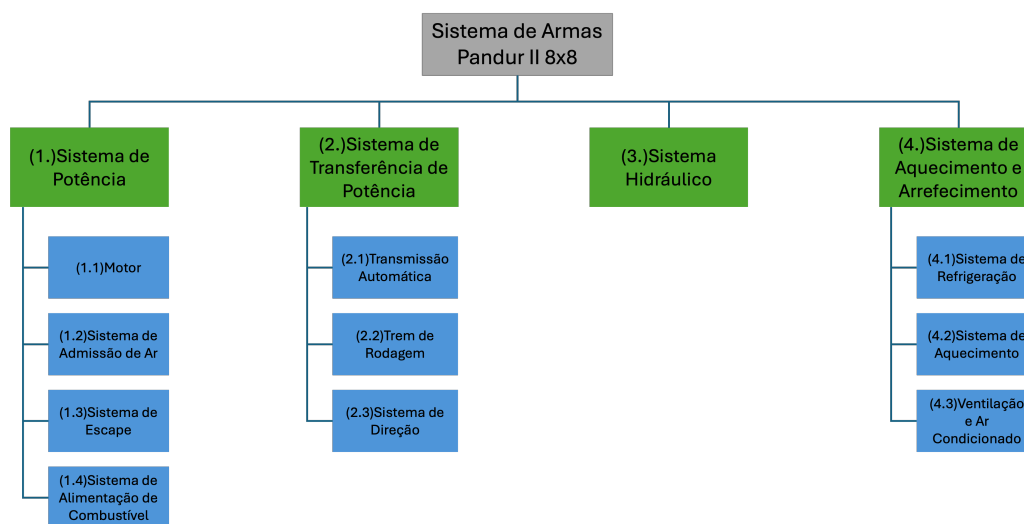 Sistema de Armas
Pandur II 8x8
(1.)Sistema de
Potência
(2.)Sistema de
Transferência de
Potência
(3.)Sistema
Hidráulico
(4.)Sistema de
Aquecimento e
Arrefecimento
(1.1)Motor
(1.2)Sistema de
Admissão de Ar
(1.3)Sistema de
Escape
(1.4)Sistema de
Alimentação de
Combustível
(2.1)Transmissão
Automática
(2.2)Trem de
Rodagem
(2.3)Sistema de
Direção
(4.1)Sistema de
Refrigeração
(4.2)Sistema de
Aquecimento
(4.3)Ventilação
e Ar
Condicionado